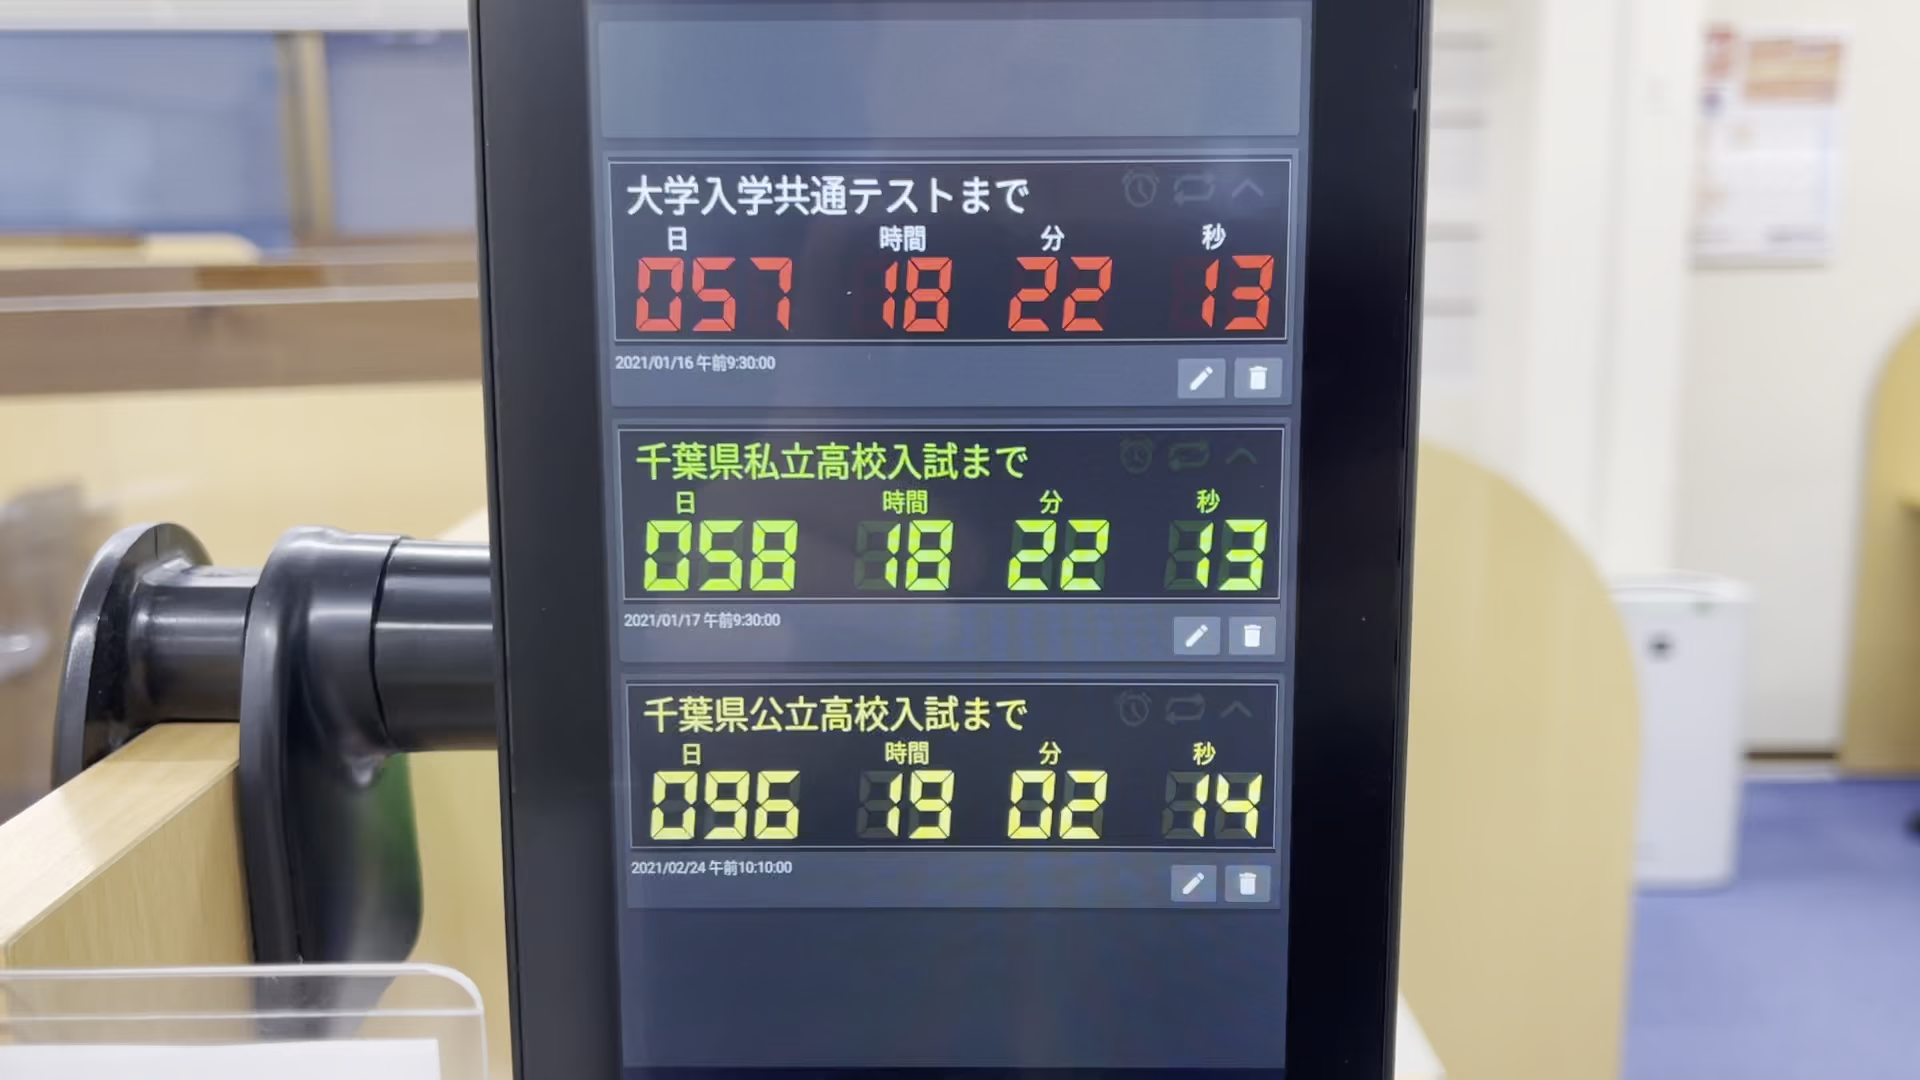 大学入学共通テストまで
日 時間 分 秒
057 18 22 13
2021/01/16 午前9:30:00
千葉県私立高校入試まで
日 時間 分 秒
058 18 22 13
2021/01/17 午前9:30:00
千葉県公立高校入試まで
日 時間 分 秒
096 19 02 14
2021/02/24 午前10:10:00